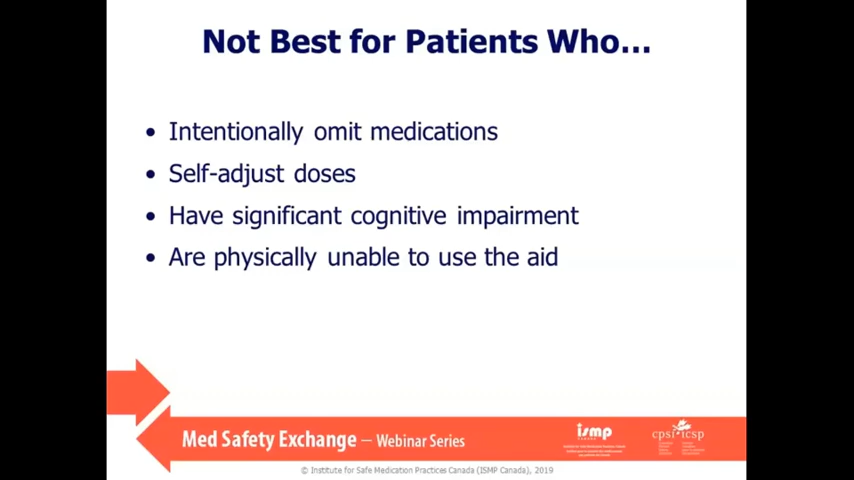 Not Best for Patients Who…
• Intentionally omit medications
• Self-adjust doses
• Have significant cognitive impairment
• Are physically unable to use the aid
Med Safety Exchange – Webinar Series
ismp
CANADA
cpsi icsp
© Institute for Safe Medication Practices Canada (ISMP Canada), 2019